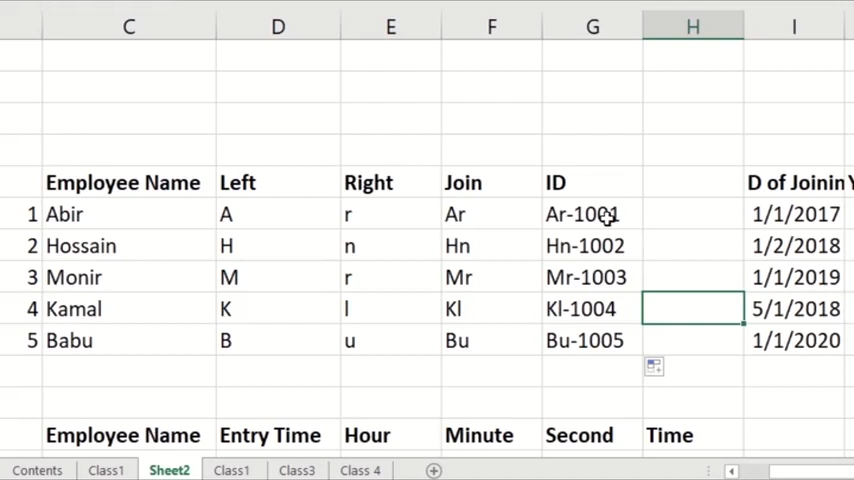 C D E F G H I
Employee Name Left Right Join ID D of Joinin Y
1 Abir A r Ar Ar-1001 1/1/2017
2 Hossain H n Hn Hn-1002 1/2/2018
3 Monir M r Mr Mr-1003 1/1/2019
4 Kamal K l Kl Kl-1004 5/1/2018
5 Babu B u Bu Bu-1005 1/1/2020
Employee Name Entry Time Hour Minute Second Time
Contents Class1 Sheet2 Class1 Class3 Class 4